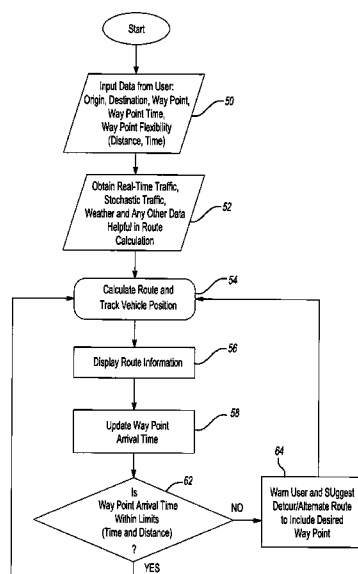 Start
Input Data from User:
Origin, Destination, Way Point,
Way Point Time,
Way Point Flexibility
(Distance, Time)
50
Obtain Real-Time Traffic,
Stochastic Traffic,
Weather and Any Other Data
Helpful in Route
Calculation
52
Calculate Route and
Track Vehicle Position
54
Display Route Information
56
Update Way Point
Arrival Time
58
Is
Way Point Arrival Time
Within Limits
(Time and Distance)
?
62
NO
YES
64
Warn User and SUggest
Detour/Alternate Route
to Include Desired
Way Point